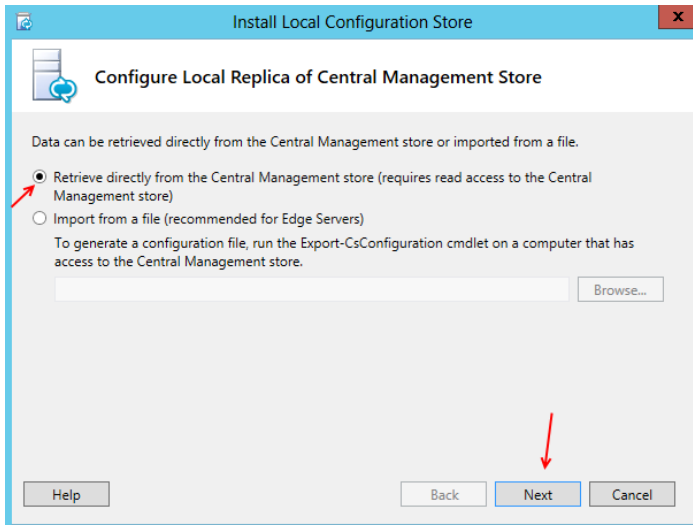 Install Local Configuration Store
x
Configure Local Replica of Central Management Store
Data can be retrieved directly from the Central Management store or imported from a file.
Retrieve directly from the Central Management store (requires read access to the Central
Management store)
Import from a file (recommended for Edge Servers)
To generate a configuration file, run the Export-CsConfiguration cmdlet on a computer that has
access to the Central Management store.
Browse...
Help
Back
Next
Cancel